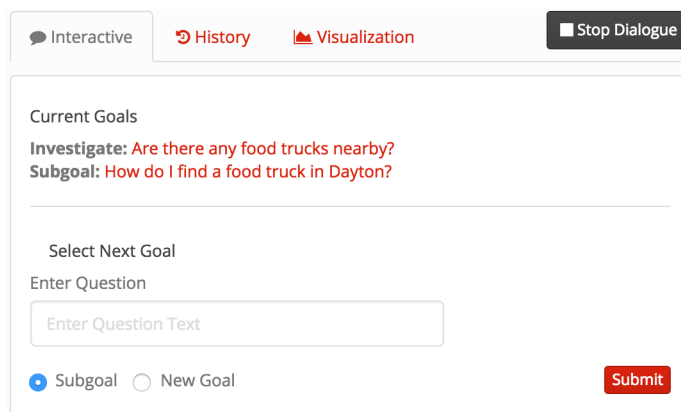 Interactive History Visualization Stop Dialogue
Current Goals
Investigate: Are there any food trucks nearby?
Subgoal: How do I find a food truck in Dayton?
Select Next Goal
Enter Question
Enter Question Text
Subgoal New Goal Submit